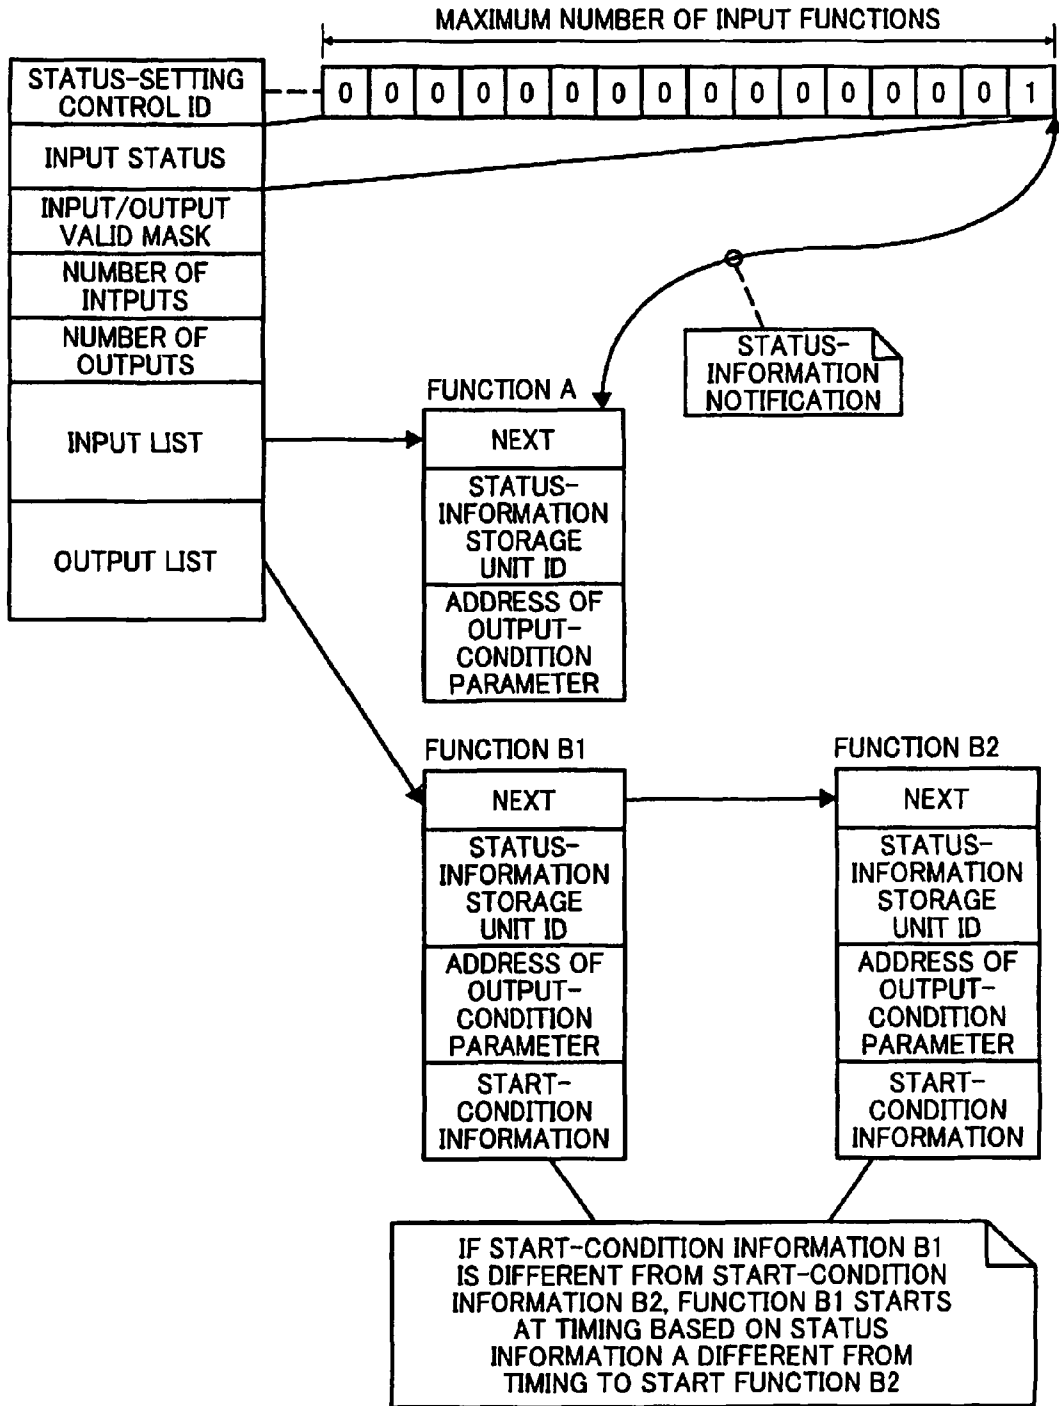 MAXIMUM NUMBER OF INPUT FUNCTIONS
STATUS-SETTING
CONTROL ID
0 0 0 0 0 0 0 0 0 0 0 0 0 0 0 1
INPUT STATUS
INPUT/OUTPUT
VALID MASK
NUMBER OF
INTPUTS
NUMBER OF
OUTPUTS
INPUT LIST
OUTPUT LIST
STATUS-
INFORMATION
NOTIFICATION
FUNCTION A
NEXT
STATUS-
INFORMATION
STORAGE
UNIT ID
ADDRESS OF
OUTPUT-
CONDITION
PARAMETER
FUNCTION B1
NEXT
STATUS-
INFORMATION
STORAGE
UNIT ID
ADDRESS OF
OUTPUT-
CONDITION
PARAMETER
START-
CONDITION
INFORMATION
FUNCTION B2
NEXT
STATUS-
INFORMATION
STORAGE
UNIT ID
ADDRESS OF
OUTPUT-
CONDITION
PARAMETER
START-
CONDITION
INFORMATION
IF START-CONDITION INFORMATION B1
IS DIFFERENT FROM START-CONDITION
INFORMATION B2, FUNCTION B1 STARTS
AT TIMING BASED ON STATUS
INFORMATION A DIFFERENT FROM
TIMING TO START FUNCTION B2